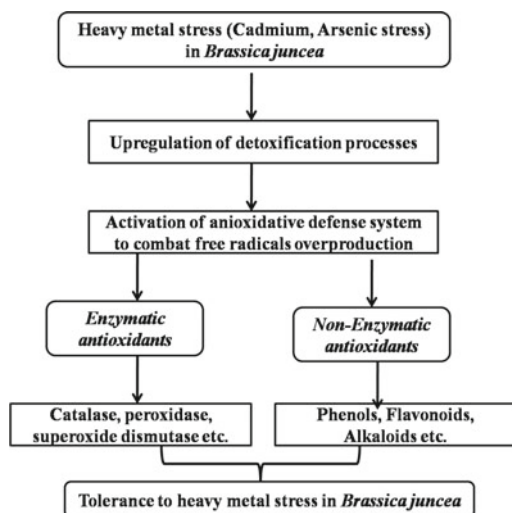 Heavy metal stress (Cadmium, Arsenic stress)
in Brassica juncea
Upregulation of detoxification processes
Activation of anioxidative defense system
to combat free radicals overproduction
Enzymatic
antioxidants
Non-Enzymatic
antioxidants
Catalase, peroxidase,
superoxide dismutase etc.
Phenols, Flavonoids,
Alkaloids etc.
Tolerance to heavy metal stress in Brassica juncea